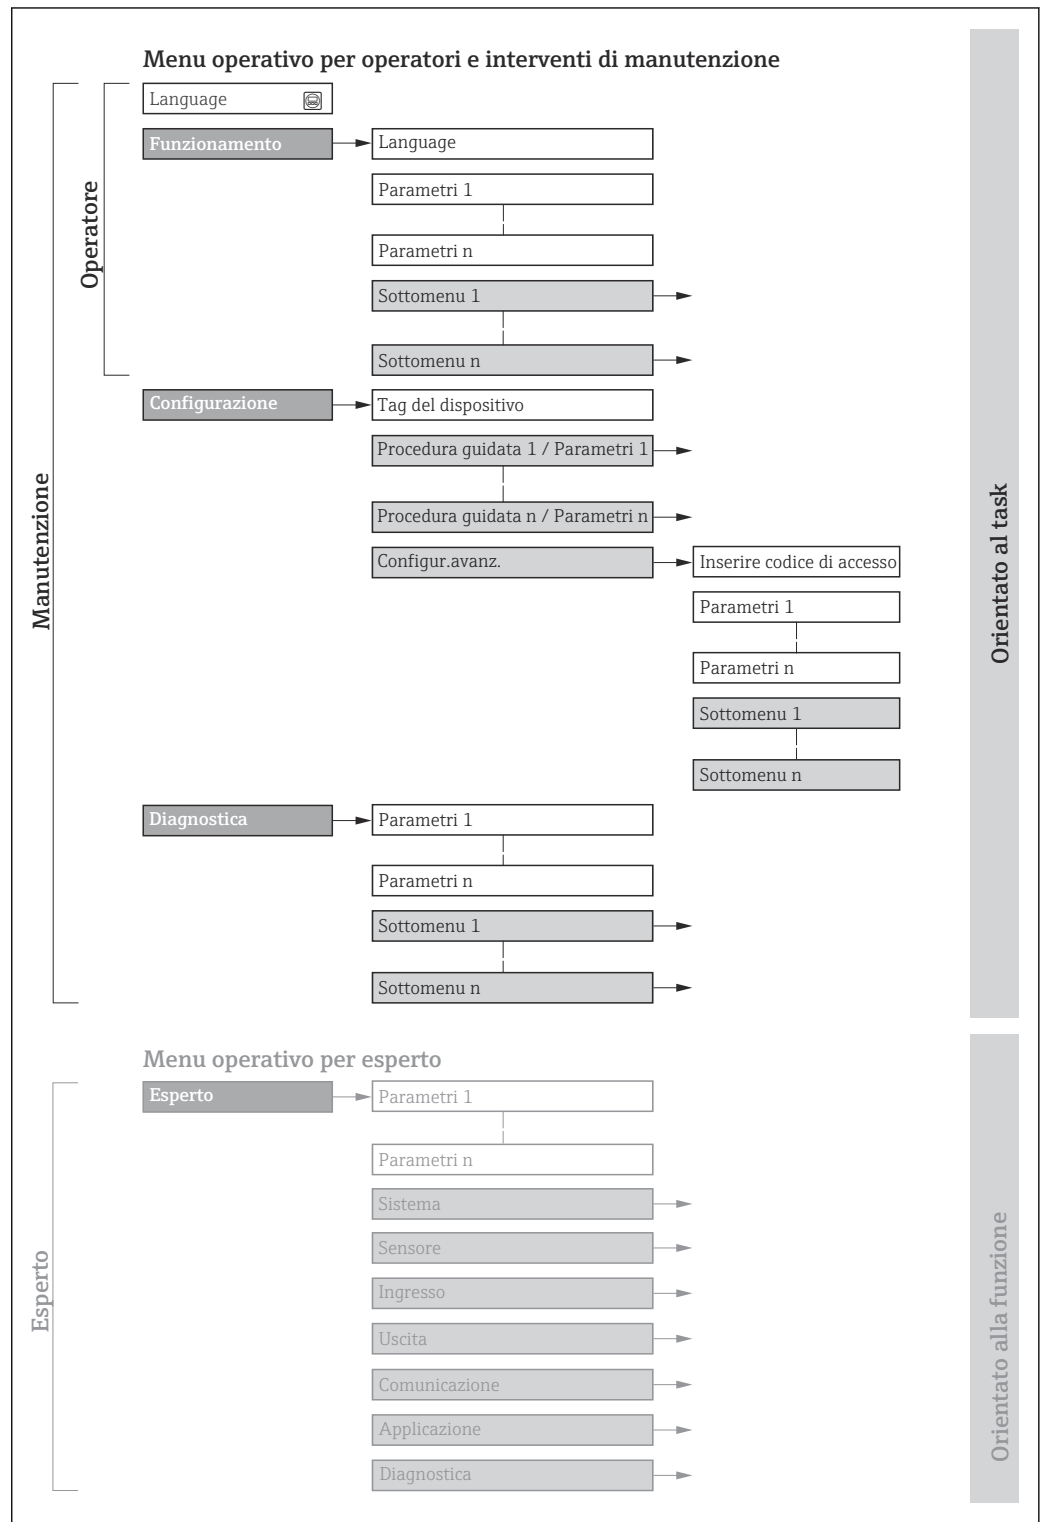 Menu operativo per operatori e interventi di manutenzione
Manutenzione
Operatore
Language
Funzionamento
Language
Parametri 1
Parametri n
Sottomenu 1
Sottomenu n
Configurazione
Tag del dispositivo
Procedura guidata 1 / Parametri 1
Procedura guidata n / Parametri n
Configur.avanz.
Inserire codice di accesso
Parametri 1
Parametri n
Sottomenu 1
Sottomenu n
Diagnostica
Parametri 1
Parametri n
Sottomenu 1
Sottomenu n
Orientato al task
Menu operativo per esperto
Esperto
Esperto
Parametri 1
Parametri n
Sistema
Sensore
Ingresso
Uscita
Comunicazione
Applicazione
Diagnostica
Orientato alla funzione